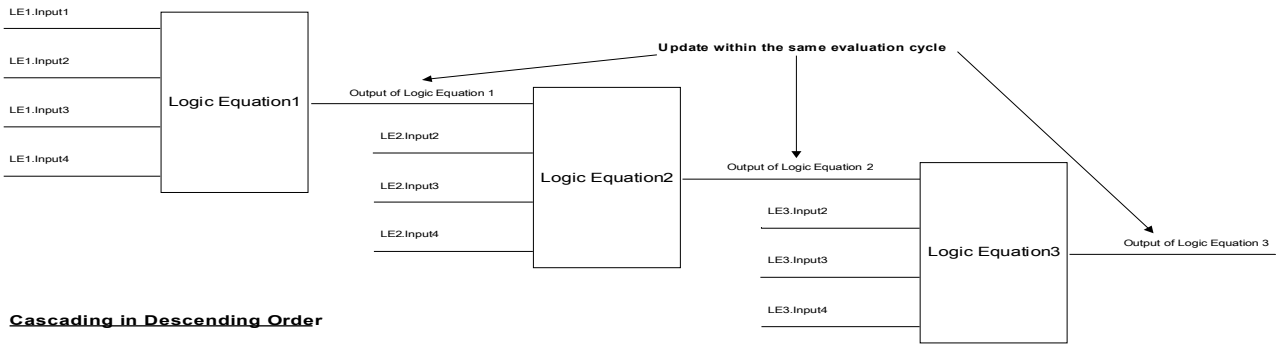 LE1.Input1
LE1.Input2
LE1.Input3
LE1.Input4
Logic Equation1
Update within the same evaluation cycle
Output of Logic Equation 1
LE2.Input2
LE2.Input3
LE2.Input4
Logic Equation2
Output of Logic Equation 2
LE3.Input2
LE3.Input3
LE3.Input4
Logic Equation3
Output of Logic Equation 3
Cascading in Descending Order